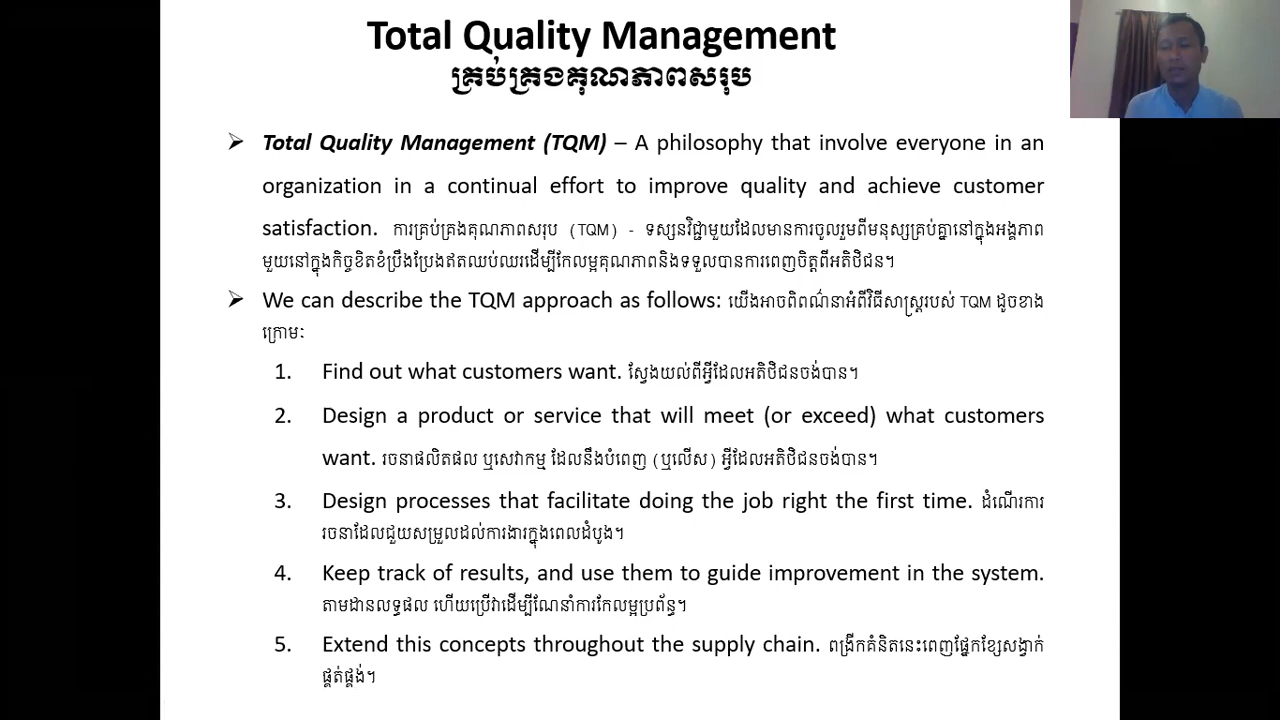 Total Quality Management
គ្រប់គ្រងគុណភាពសរុប
➢ Total Quality Management (TQM) – A philosophy that involve everyone in an
organization in a continual effort to improve quality and achieve customer
satisfaction. ការគ្រប់គ្រងគុណភាពសរុប (TQM) - ទស្សនវិជ្ជាមួយដែលមានការចូលរួមពីមនុស្សគ្រប់គ្នានៅក្នុងអង្គភាព
មួយនៅក្នុងកិច្ចខិតខំប្រឹងប្រែងឥតឈប់ឈរដើម្បីកែលម្អគុណភាពនិងទទួលបានការពេញចិត្តពីអតិថិជន។
➢ We can describe the TQM approach as follows: យើងអាចពិពណ៌នាអំពីវិធីសាស្ត្ររបស់ TQM ដូចខាង
ក្រោម:
1. Find out what customers want. ស្វែងយល់ពីអ្វីដែលអតិថិជនចង់បាន។
2. Design a product or service that will meet (or exceed) what customers
want. រចនាផលិតផល ឬសេវាកម្ម ដែលនឹងបំពេញ (ឬលើស) អ្វីដែលអតិថិជនចង់បាន។
3. Design processes that facilitate doing the job right the first time. ដំណើរការ
រចនាដែលជួយសម្រួលដល់ការងារក្នុងពេលដំបូង។
4. Keep track of results, and use them to guide improvement in the system.
តាមដានលទ្ធផល ហើយប្រើវាដើម្បីណែនាំការកែលម្អប្រព័ន្ធ។
5. Extend this concepts throughout the supply chain. ពង្រីកគំនិតនេះពេញផ្នែកខ្សែសង្វាក់
ផ្គត់ផ្គង់។